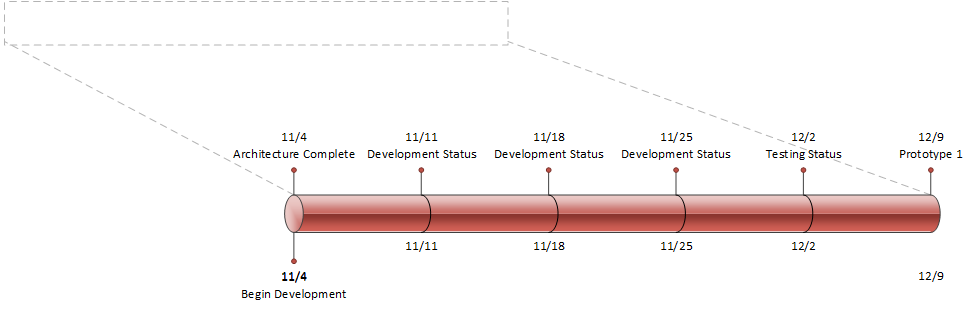 11/4 11/11 11/18 11/25 12/2 12/9
Architecture Complete Development Status Development Status Development Status Testing Status Prototype 1
11/11 11/18 11/25 12/2
11/4 12/9
Begin Development